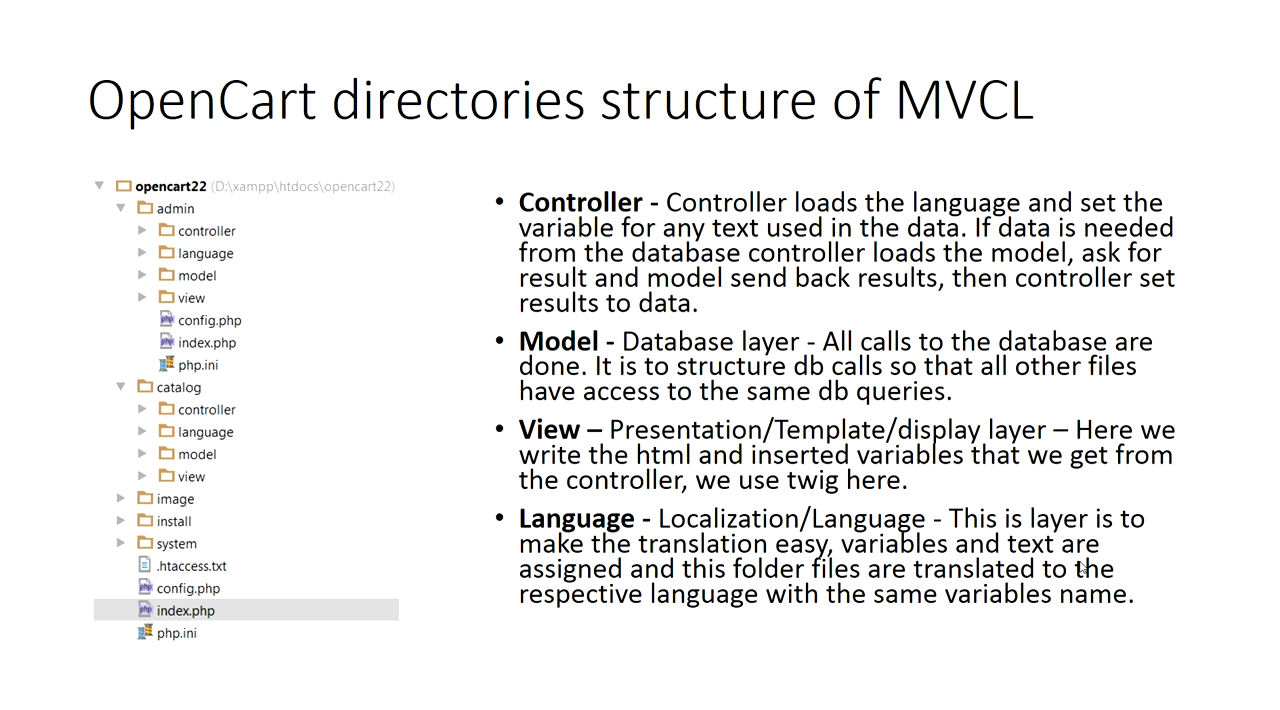 OpenCart directories structure of MVCL
opencart22 (D:\xampp\htdocs\opencart22)
admin
controller
language
model
view
config.php
index.php
php.ini
catalog
controller
language
model
view
image
install
system
.htaccess.txt
config.php
index.php
php.ini
• Controller - Controller loads the language and set the
variable for any text used in the data. If data is needed
from the database controller loads the model, ask for
result and model send back results, then controller set
results to data.
• Model - Database layer - All calls to the database are
done. It is to structure db calls so that all other files
have access to the same db queries.
• View – Presentation/Template/display layer – Here we
write the html and inserted variables that we get from
the controller, we use twig here.
• Language - Localization/Language - This is layer is to
make the translation easy, variables and text are
assigned and this folder files are translated to the
respective language with the same variables name.